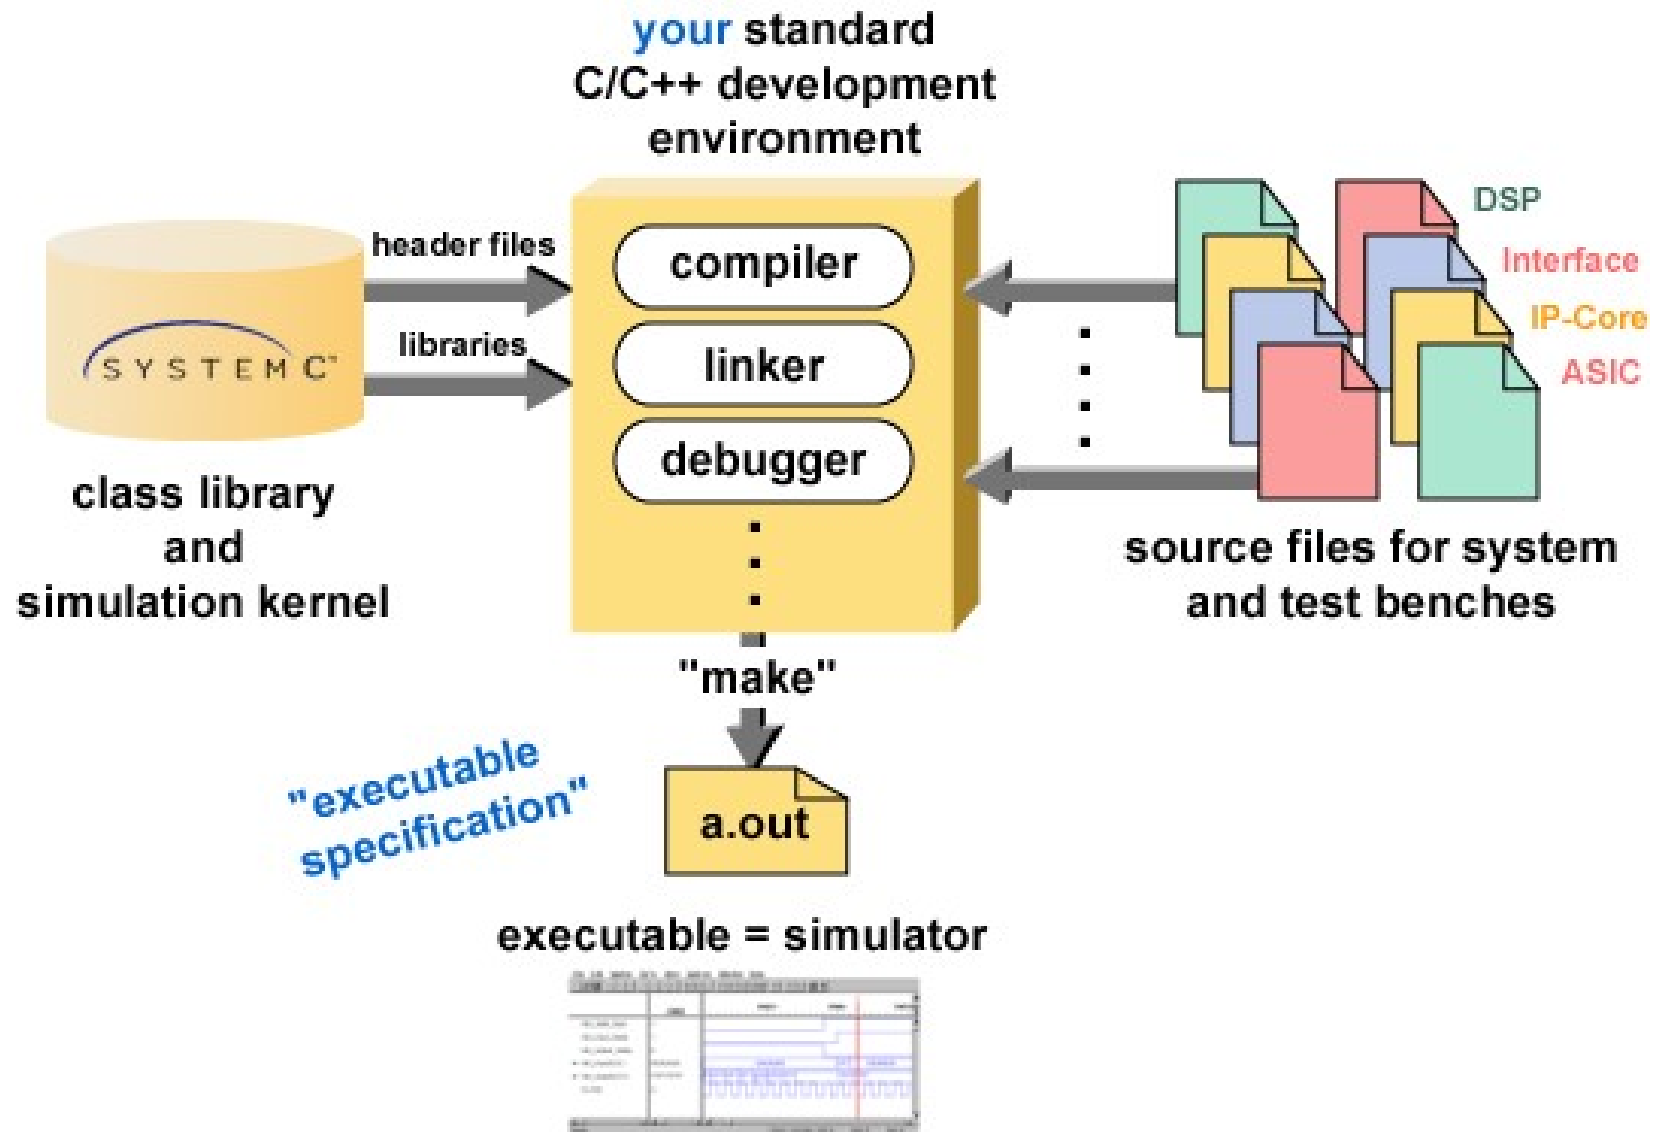 your standard
C/C++ development
environment
header files
libraries
SYSTEMC™
class library
and
simulation kernel
compiler
linker
debugger
DSP
Interface
IP-Core
ASIC
source files for system
and test benches
"make"
"executable
specification"
a.out
executable = simulator